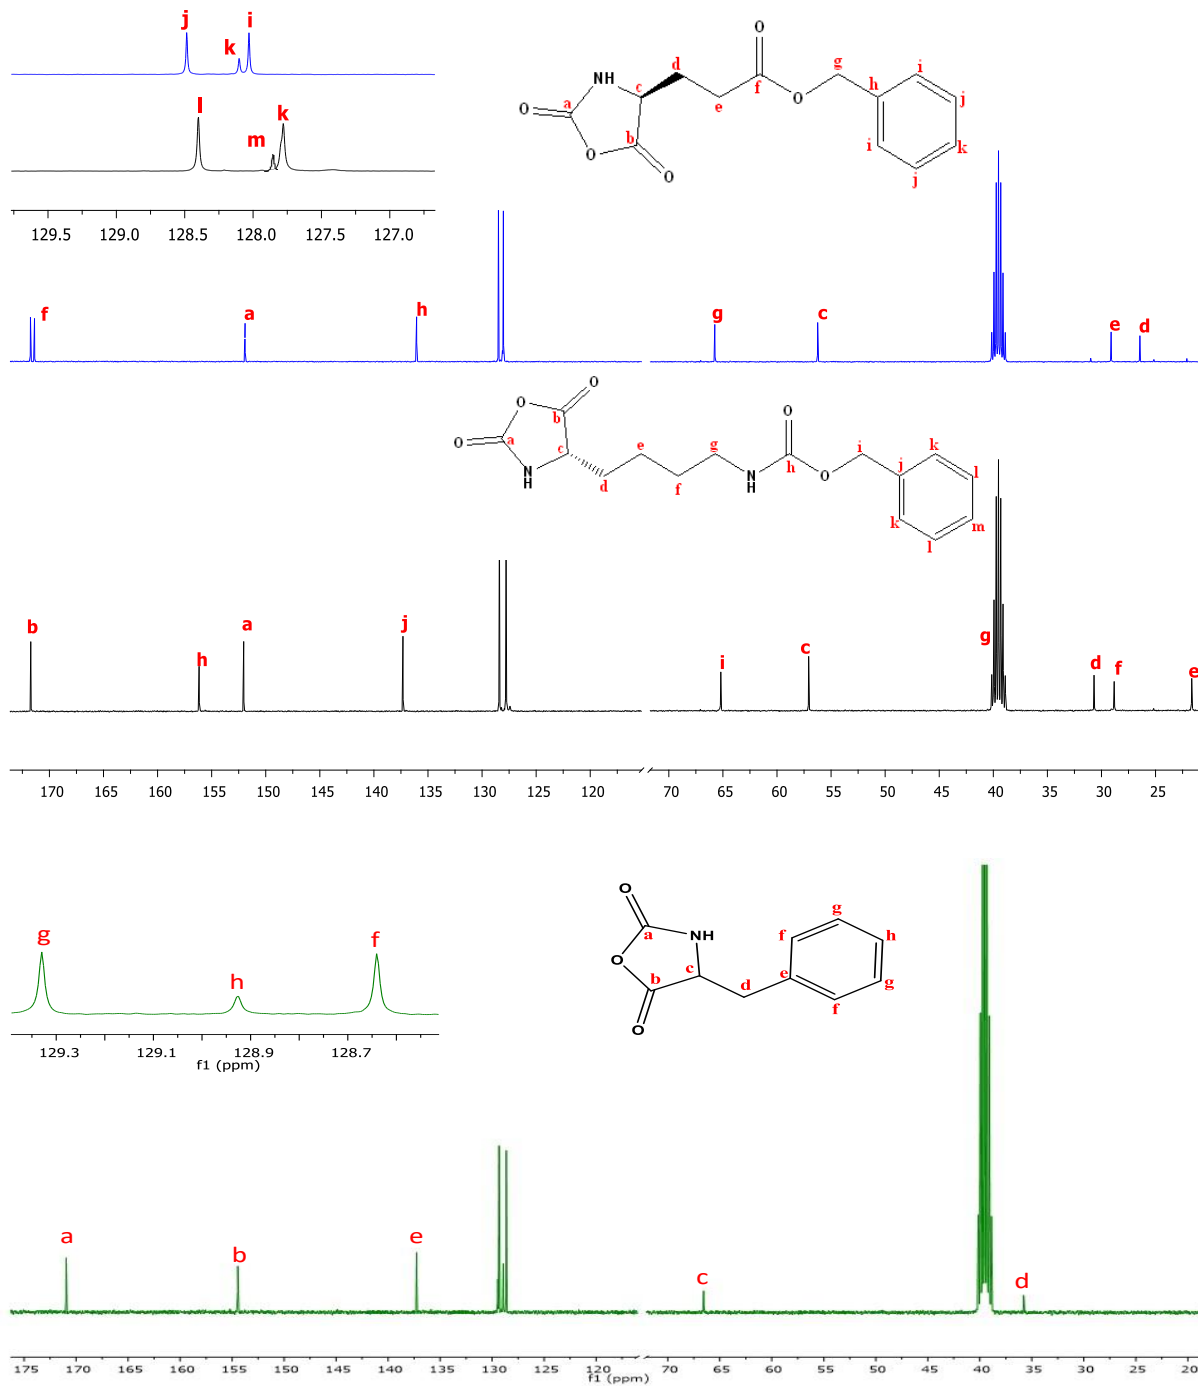 j i
k
l k
m
129.5 129.0 128.5 128.0 127.5 127.0
O
d f g h i
NH c e O j
a i k
O b j
O O
f a h g c e d
O
O b
O a c e g O i j k
N H d f N H h O l
k m
l
b h a j i c g d f e
170 165 160 155 150 145 140 135 130 125 120 70 65 60 55 50 45 40 35 30 25
g h f
129.3 129.1 128.9 128.7
f1 (ppm)
O
a NH f g h
O b c d e g
O f
a b e c d
175 170 165 160 155 150 145 140 135 130 125 120 70 65 60 55 50 45 40 35 30 25 20
f1 (ppm)